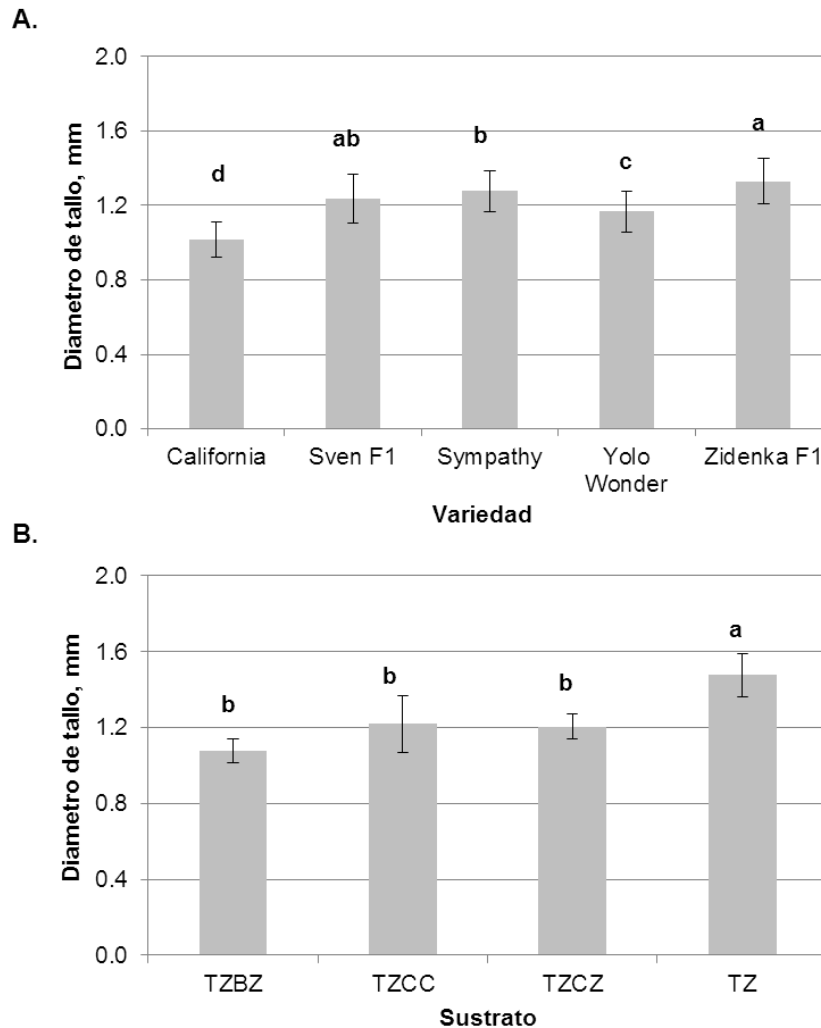 A.
Diametro de tallo, mm
2.0
1.6
1.2
0.8
0.4
0.0
d
ab
b
c
a
California
Sven F1
Sympathy
Yolo
Wonder
Zidenka F1
Variedad
B.
Diametro de tallo, mm
2.0
1.6
1.2
0.8
0.4
0.0
b
b
b
a
TZBZ
TZCC
TZCZ
TZ
Sustrato